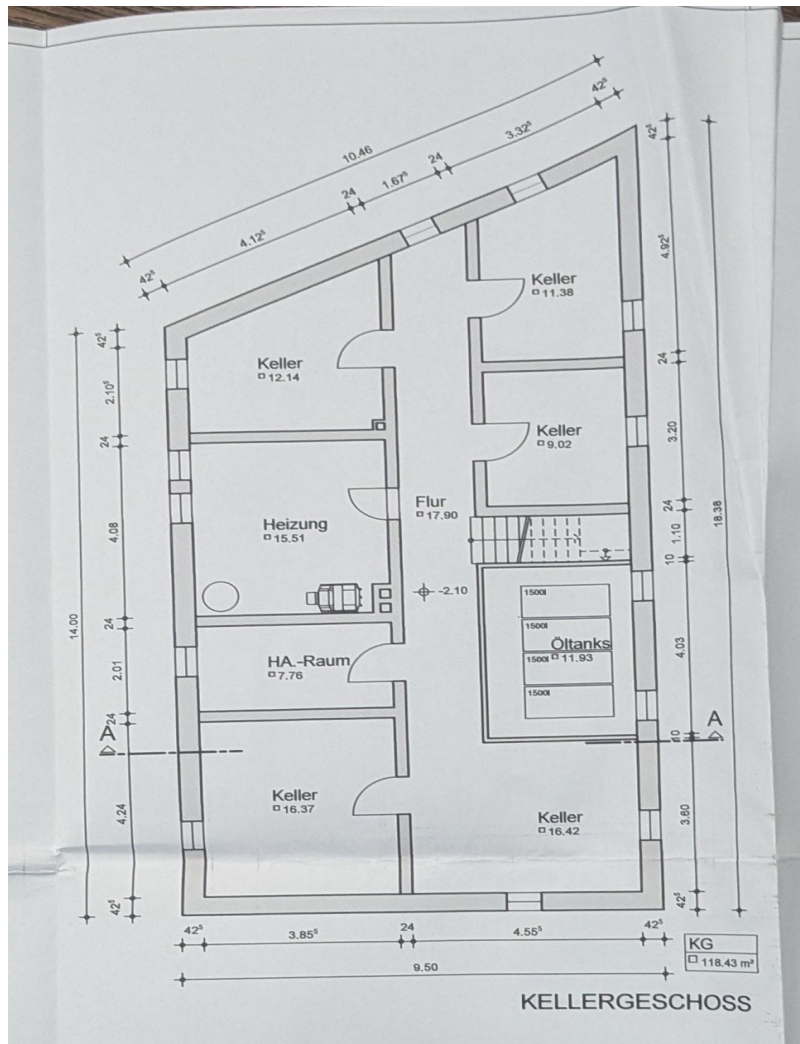 10.46
42⁵
4.12⁵
24
1.67⁵
24
3.32⁵
42⁵
42⁵
4.92⁵
24
3.20
24
1.10
10
4.03
10
3.60
42⁵
18.38
42⁵
2.10⁵
24
4.08
24
2.01
24
4.24
42⁵
14.00
Keller
11.38
Keller
12.14
Keller
9.02
Flur
17.90
Heizung
15.51
-2.10
1500l
1500l
Öltanks
1500l 11.93
1500l
HA.-Raum
7.76
A
A
Keller
16.37
Keller
16.42
42⁵
3.85⁵
24
4.55⁵
42⁵
9.50
KG
118.43 m²
KELLERGESCHOSS